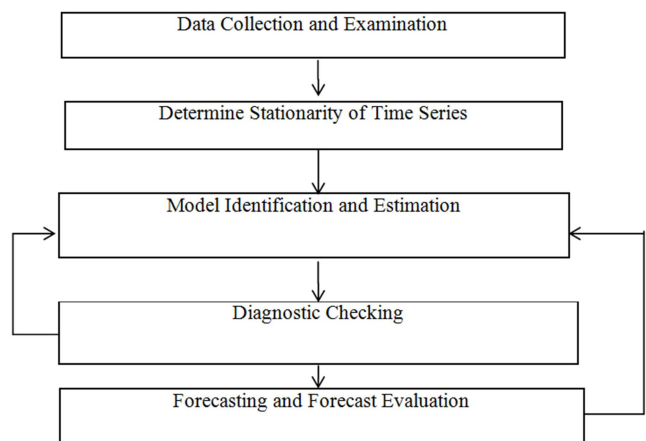 Data Collection and Examination
Determine Stationarity of Time Series
Model Identification and Estimation
Diagnostic Checking
Forecasting and Forecast Evaluation